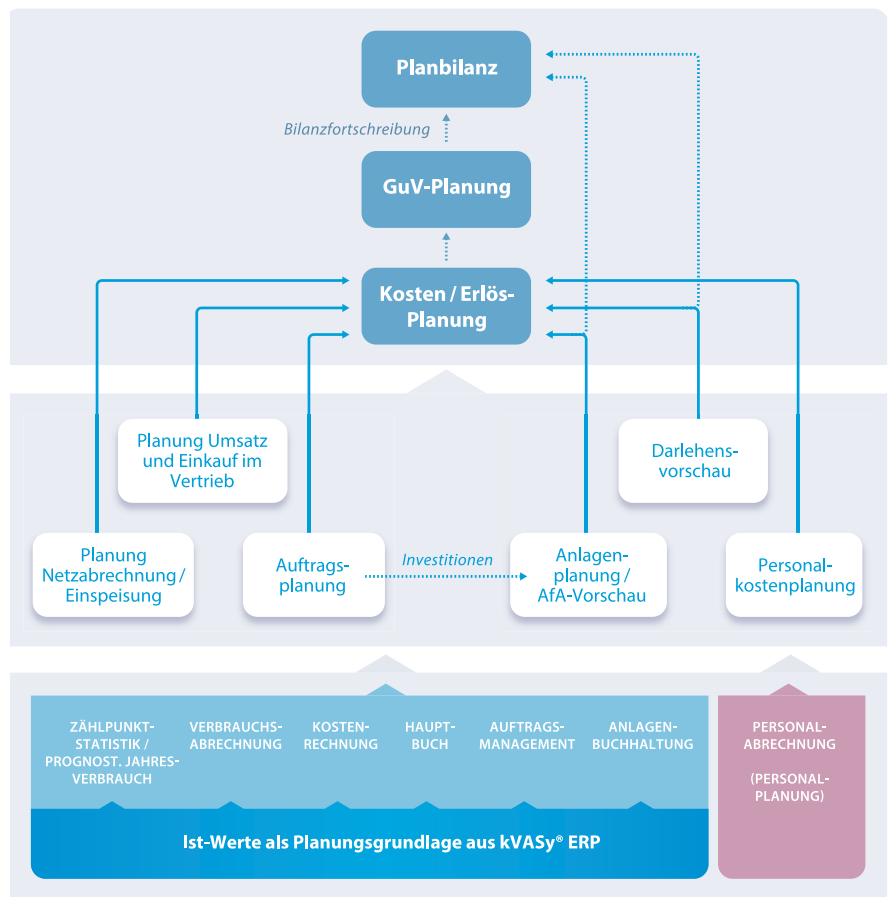 Planbilanz
Bilanzfortschreibung
GuV-Planung
Kosten / Erlös-
Planung
Planung Umsatz
und Einkauf im
Vertrieb
Darlehens-
vorschau
Planung
Netzabrechnung /
Einspeisung
Auftrags-
planung
Investitionen
Anlagen-
planung /
AfA-Vorschau
Personal-
kostenplanung
ZÄHLPUNKT-
STATISTIK /
PROGNOST. JAHRES-
VERBRAUCH
VERBRAUCHS-
ABRECHNUNG
KOSTEN-
RECHNUNG
HAUPT-
BUCH
AUFTRAGS-
MANAGEMENT
ANLAGEN-
BUCHHALTUNG
PERSONAL-
ABRECHNUNG
(PERSONAL-
PLANUNG)
Ist-Werte als Planungsgrundlage aus kVASy® ERP